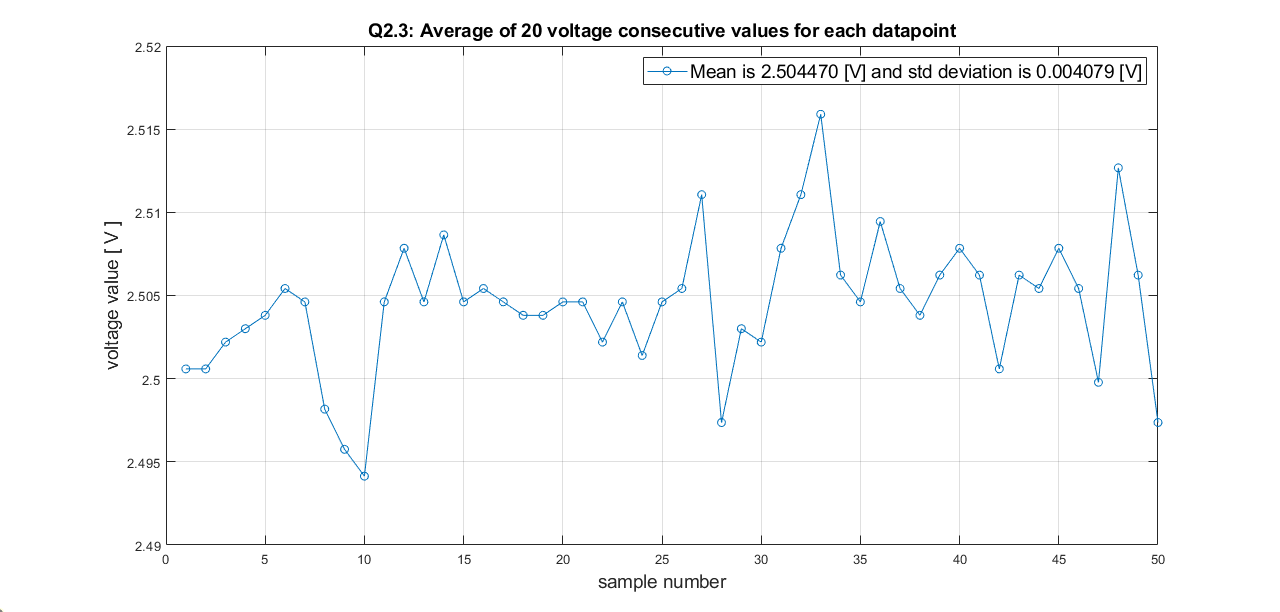 Q2.3: Average of 20 voltage consecutive values for each datapoint
Mean is 2.504470 [V] and std deviation is 0.004079 [V]
voltage value [ V ]
2.52
2.515
2.51
2.505
2.5
2.495
2.49
0 5 10 15 20 25 30 35 40 45 50
sample number